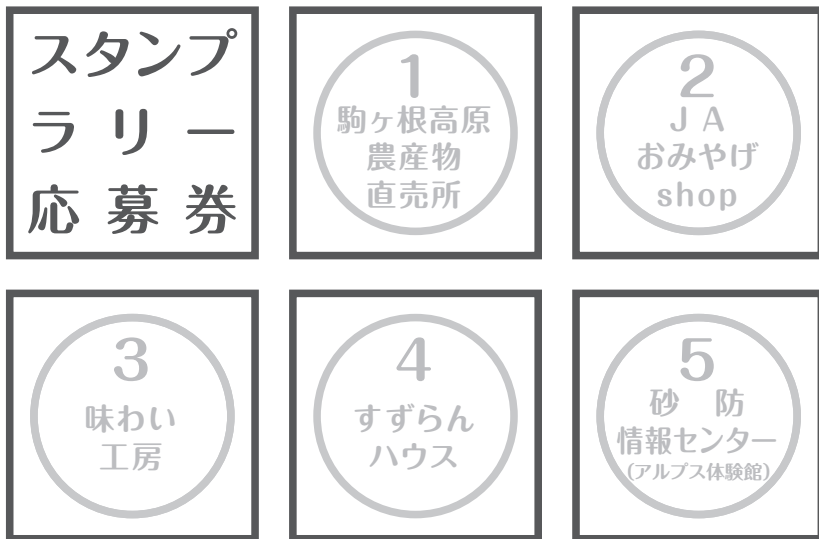 スタンプ
ラリー
応募券
1
駒ヶ根高原
農産物
直売所
2
JA
おみやげ
shop
3
味わい
工房
4
すずらん
ハウス
5
砂 防
情報センター
(アルプス体験館)